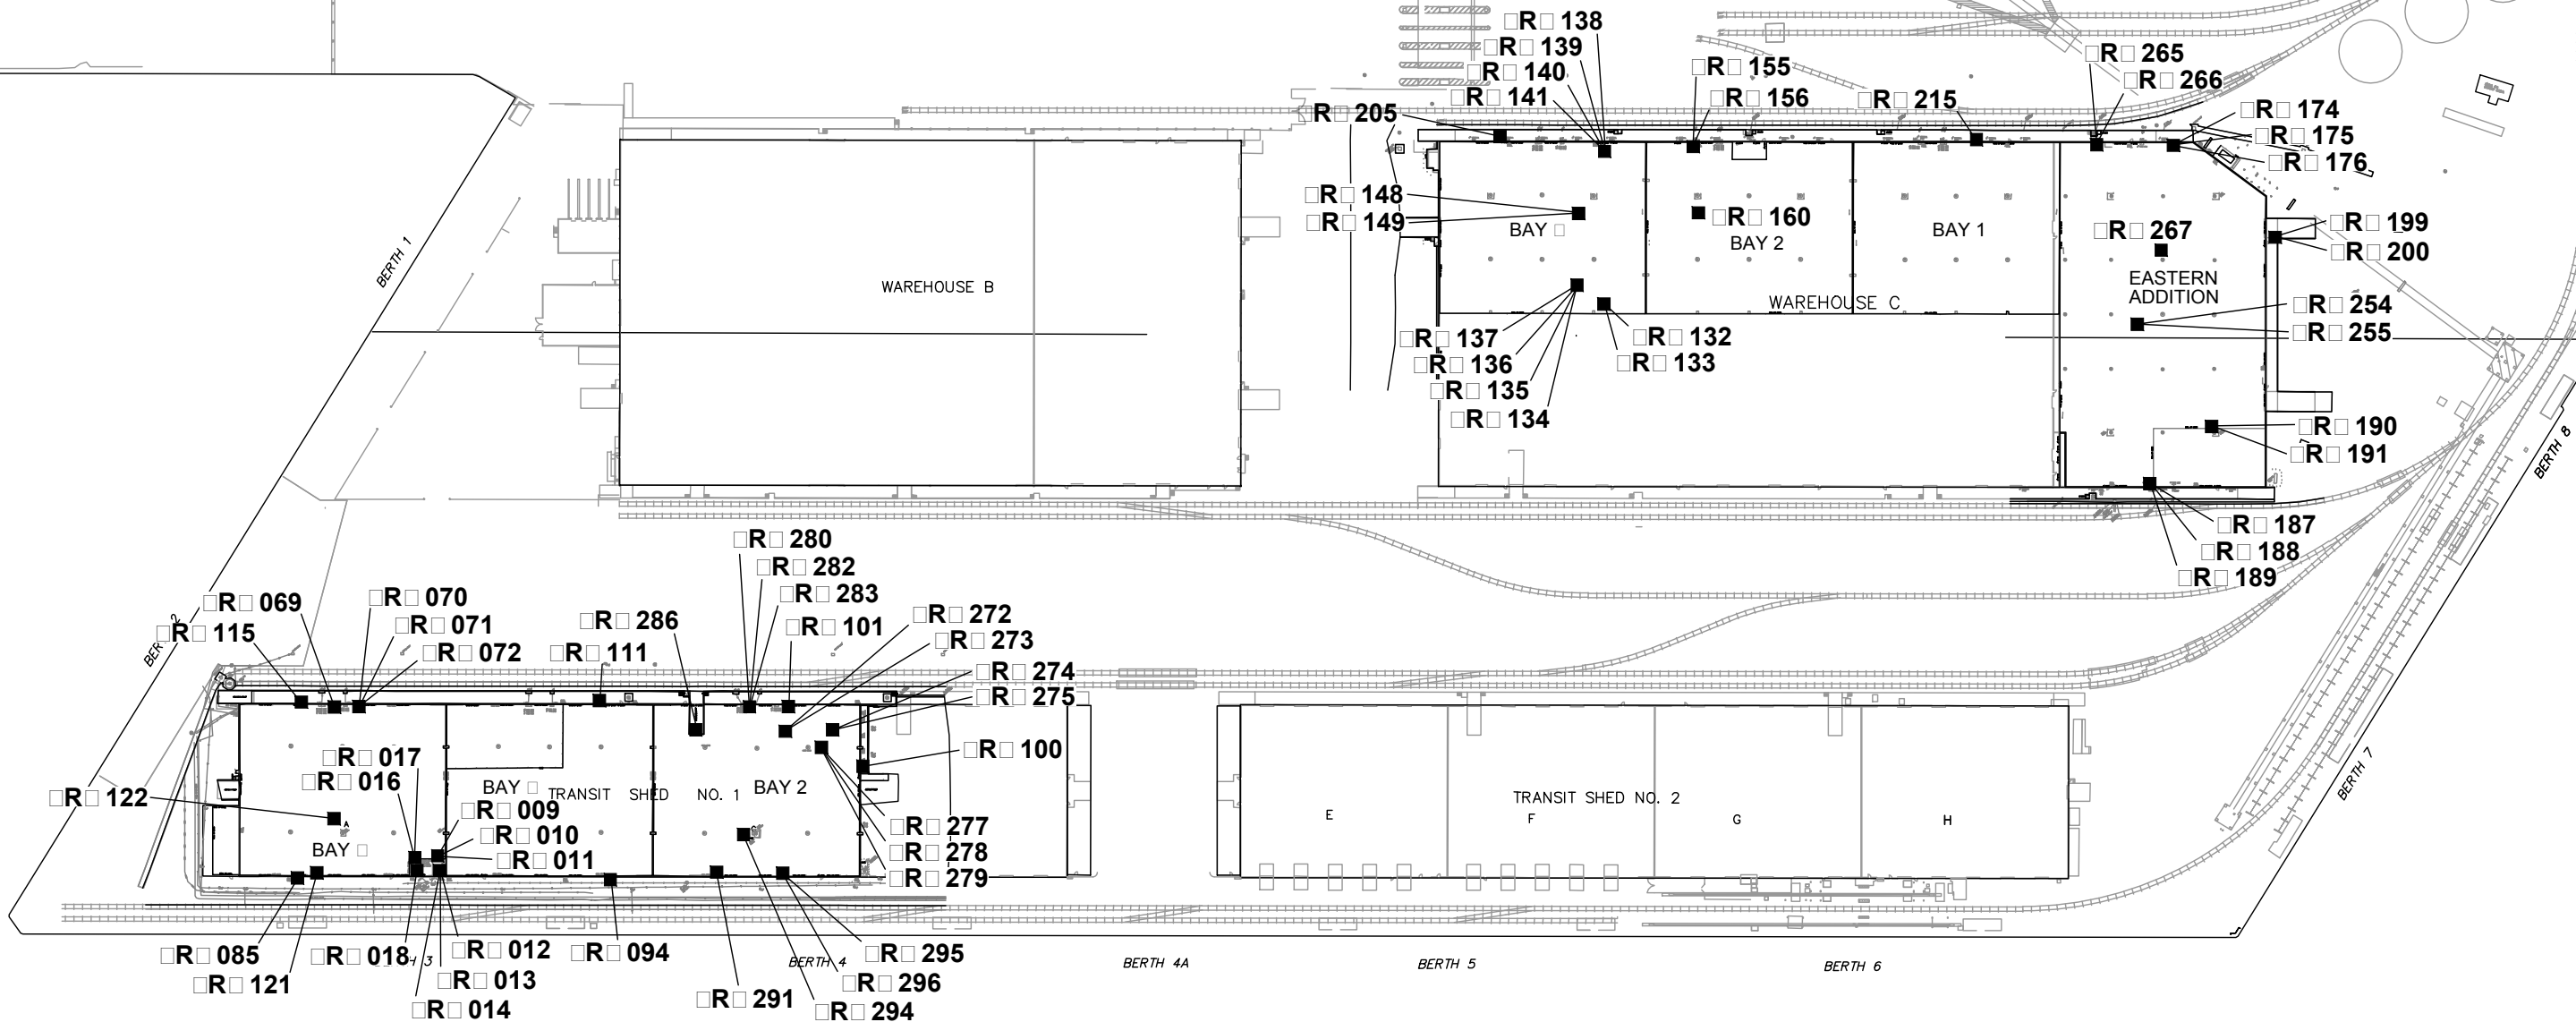 □R□ 138
□R□ 139
□R□ 140
□R□ 141
□R□ 155
□R□ 156
□R□ 205
□R□ 215
□R□ 265
□R□ 266
□R□ 174
□R□ 175
□R□ 176
□R□ 148
□R□ 149
□R□ 160
□R□ 267
□R□ 199
□R□ 200
BAY □
BAY 2
BAY 1
EASTERN
ADDITION
BERTH 1
WAREHOUSE B
WAREHOUSE C
□R□ 254
□R□ 255
□R□ 137
□R□ 136
□R□ 135
□R□ 134
□R□ 132
□R□ 133
□R□ 190
□R□ 191
BERTH 8
□R□ 187
□R□ 188
□R□ 189
□R□ 280
□R□ 282
□R□ 283
□R□ 101
□R□ 286
□R□ 272
□R□ 273
□R□ 274
□R□ 275
□R□ 069
□R□ 115
□R□ 070
□R□ 071
□R□ 072
□R□ 111
□R□ 100
□R□ 017
□R□ 016
□R□ 122
□R□ 009
□R□ 010
□R□ 011
BAY □
BAY □
TRANSIT SHED NO. 1
BAY 2
□R□ 277
□R□ 278
□R□ 279
TRANSIT SHED NO. 2
E
F
G
H
BERTH 7
□R□ 085
□R□ 121
□R□ 018
□R□ 012
□R□ 013
□R□ 014
□R□ 094
□R□ 291
□R□ 295
□R□ 296
□R□ 294
BERTH 4
BERTH 4A
BERTH 5
BERTH 6